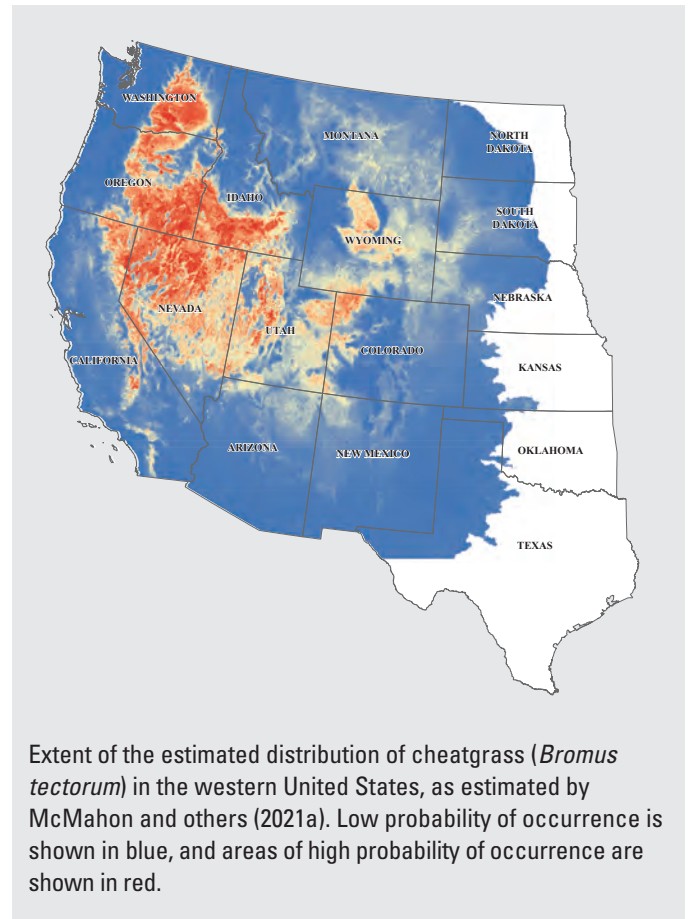 WASHINGTON
MONTANA
NORTH
DAKOTA
OREGON
IDAHO
SOUTH
DAKOTA
WYOMING
NEBRASKA
NEVADA
UTAH
COLORADO
CALIFORNIA
KANSAS
ARIZONA
NEW MEXICO
OKLAHOMA
TEXAS
Extent of the estimated distribution of cheatgrass (Bromus
tectorum) in the western United States, as estimated by
McMahon and others (2021a). Low probability of occurrence is
shown in blue, and areas of high probability of occurrence are
shown in red.